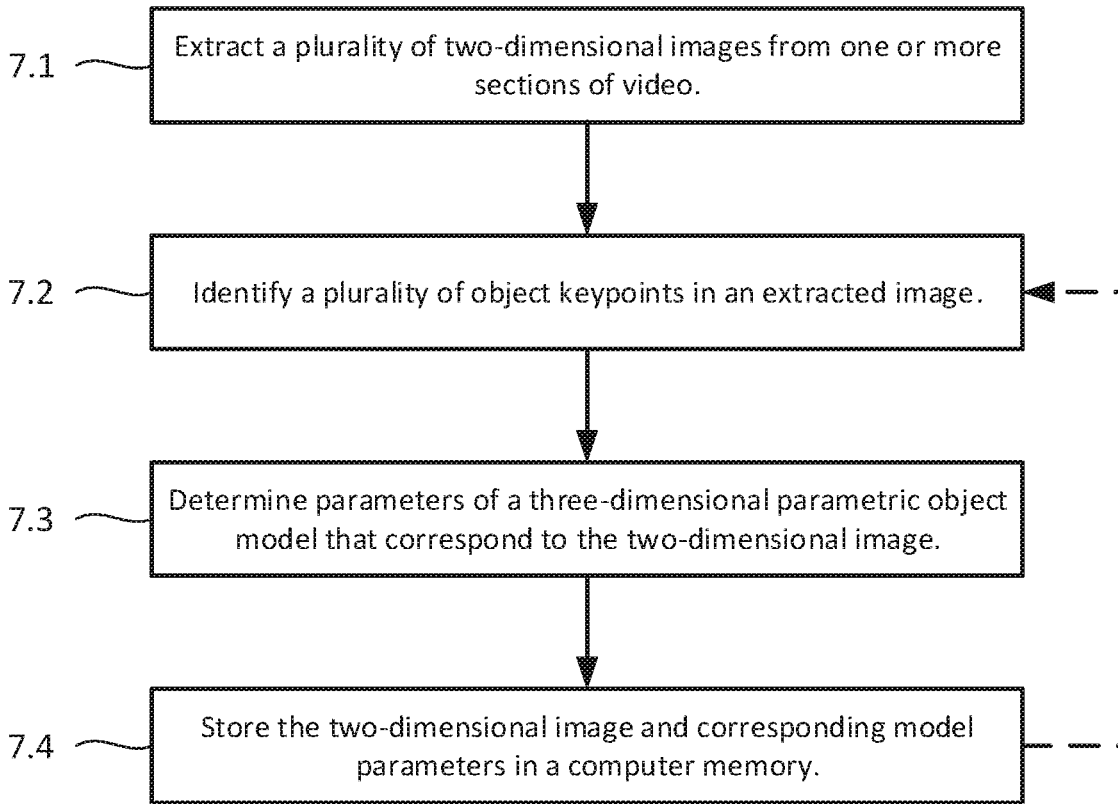 7.1
Extract a plurality of two-dimensional images from one or more
sections of video.
7.2
Identify a plurality of object keypoints in an extracted image.
7.3
Determine parameters of a three-dimensional parametric object
model that correspond to the two-dimensional image.
7.4
Store the two-dimensional image and corresponding model
parameters in a computer memory.